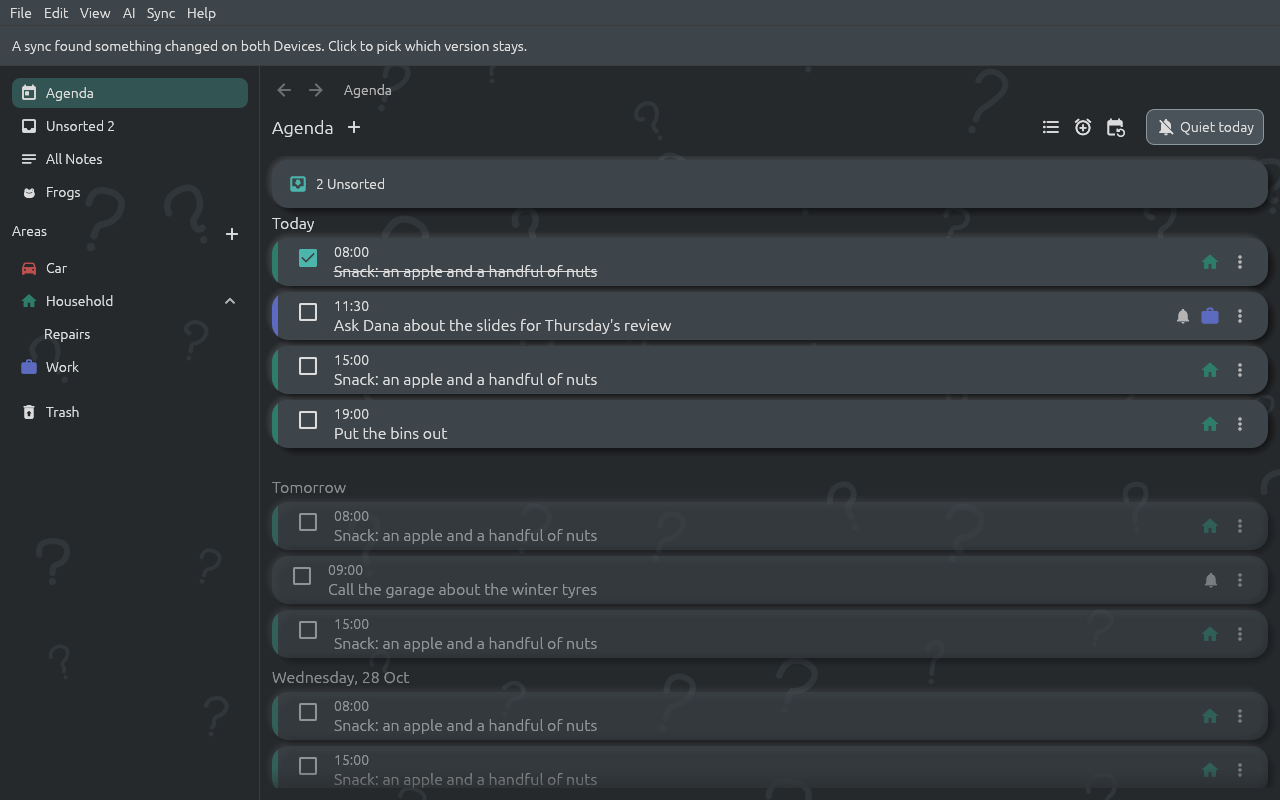 File Edit View AI Sync Help
A sync found something changed on both Devices. Click to pick which version stays.
Agenda
Unsorted 2
All Notes
Frogs
Areas
Car
Household
Repairs
Work
Trash
Agenda
Agenda
Quiet today
2 Unsorted
Today
08:00
Snack: an apple and a handful of nuts
11:30
Ask Dana about the slides for Thursday's review
15:00
Snack: an apple and a handful of nuts
19:00
Put the bins out
Tomorrow
08:00
Snack: an apple and a handful of nuts
09:00
Call the garage about the winter tyres
15:00
Snack: an apple and a handful of nuts
Wednesday, 28 Oct
08:00
Snack: an apple and a handful of nuts
15:00
Snack: an apple and a handful of nuts